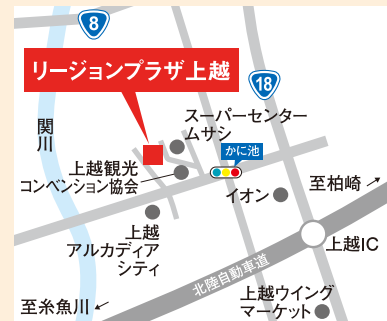 8
リージョンプラザ上越
18
関川
スーパーセンター
ムサシ
かに池
上越観光
コンベンション協会
至柏崎
イオン
上越
アルカディア
シティ
上越IC
北陸自動車道
至糸魚川
上越ウイング
マーケット